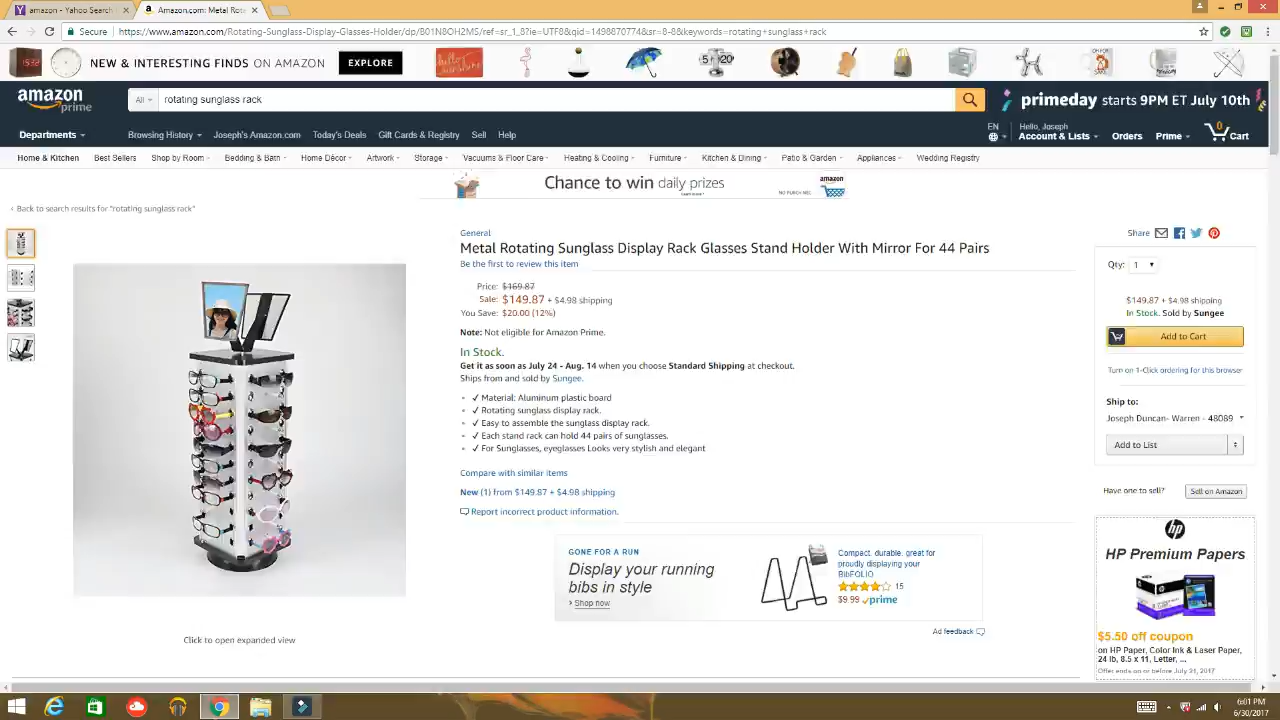 amazon - Yahoo Search
Amazon.com: Metal Rot
Secure
https://www.amazon.com/Rotating-Sunglass-Display-Glasses-Holder/dp/B01N8OH2MS/ref=sr_1_8?ie=UTF8&qid=1498870774&sr=8-8&keywords=rotating+sunglass+rack
NEW & INTERESTING FINDS ON AMAZON
EXPLORE
amazon
prime
All
rotating sunglass rack
primeday starts 9PM ET July 10th
Departments
Browsing History
Joseph's Amazon.com
Today's Deals
Gift Cards & Registry
Sell
Help
EN
Hello, Joseph
Account & Lists
Orders
Prime
0
Cart
Home & Kitchen
Best Sellers
Shop by Room
Bedding & Bath
Home Décor
Artwork
Storage
Vacuums & Floor Care
Heating & Cooling
Furniture
Kitchen & Dining
Patio & Garden
Appliances
Wedding Registry
Chance to win daily prizes
amazon
‹ Back to search results for "rotating sunglass rack"
Share
General
Metal Rotating Sunglass Display Rack Glasses Stand Holder With Mirror For 44 Pairs
Be the first to review this item
Price: $169.87
Sale: $149.87 + $4.98 shipping
You Save: $20.00 (12%)
Note: Not eligible for Amazon Prime.
In Stock.
Get it as soon as July 24 - Aug. 14 when you choose Standard Shipping at checkout.
Ships from and sold by Sungee.
✓ Material: Aluminum plastic board
✓ Rotating sunglass display rack.
✓ Easy to assemble the sunglass display rack.
✓ Each stand rack can hold 44 pairs of sunglasses.
✓ For Sunglasses, eyeglasses Looks very stylish and elegant
Compare with similar items
New (1) from $149.87 + $4.98 shipping
Report incorrect product information.
GONE FOR A RUN
Display your running
bibs in style
› Shop now
Compact, durable, great for
proudly displaying your
BibFOLIO
15
$9.99 prime
Ad feedback
Click to open expanded view
Qty: 1
$149.87 + $4.98 shipping
In Stock. Sold by Sungee
Add to Cart
Turn on 1-Click ordering for this browser
Ship to:
Joseph Duncan- Warren - 48089
Add to List
Have one to sell?
Sell on Amazon
hp
HP Premium Papers
$5.50 off coupon
on HP Paper, Color Ink & Laser Paper,
24 lb, 8.5 x 11, Letter, ...
Offer ends on or before July 31, 2017
6:01 PM
6/30/2017